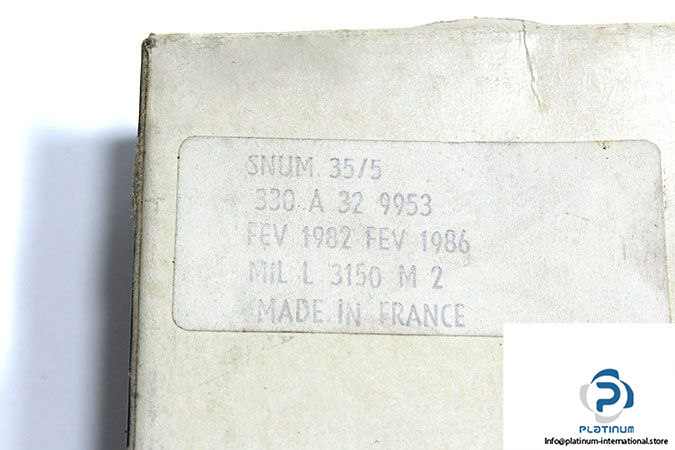 SNUM 35/5
330 A 32 9953
FEV 1982 FEV 1986
MIL L 3150 M 2
MADE IN FRANCE
PLATINUM
Info@platinum-international.store